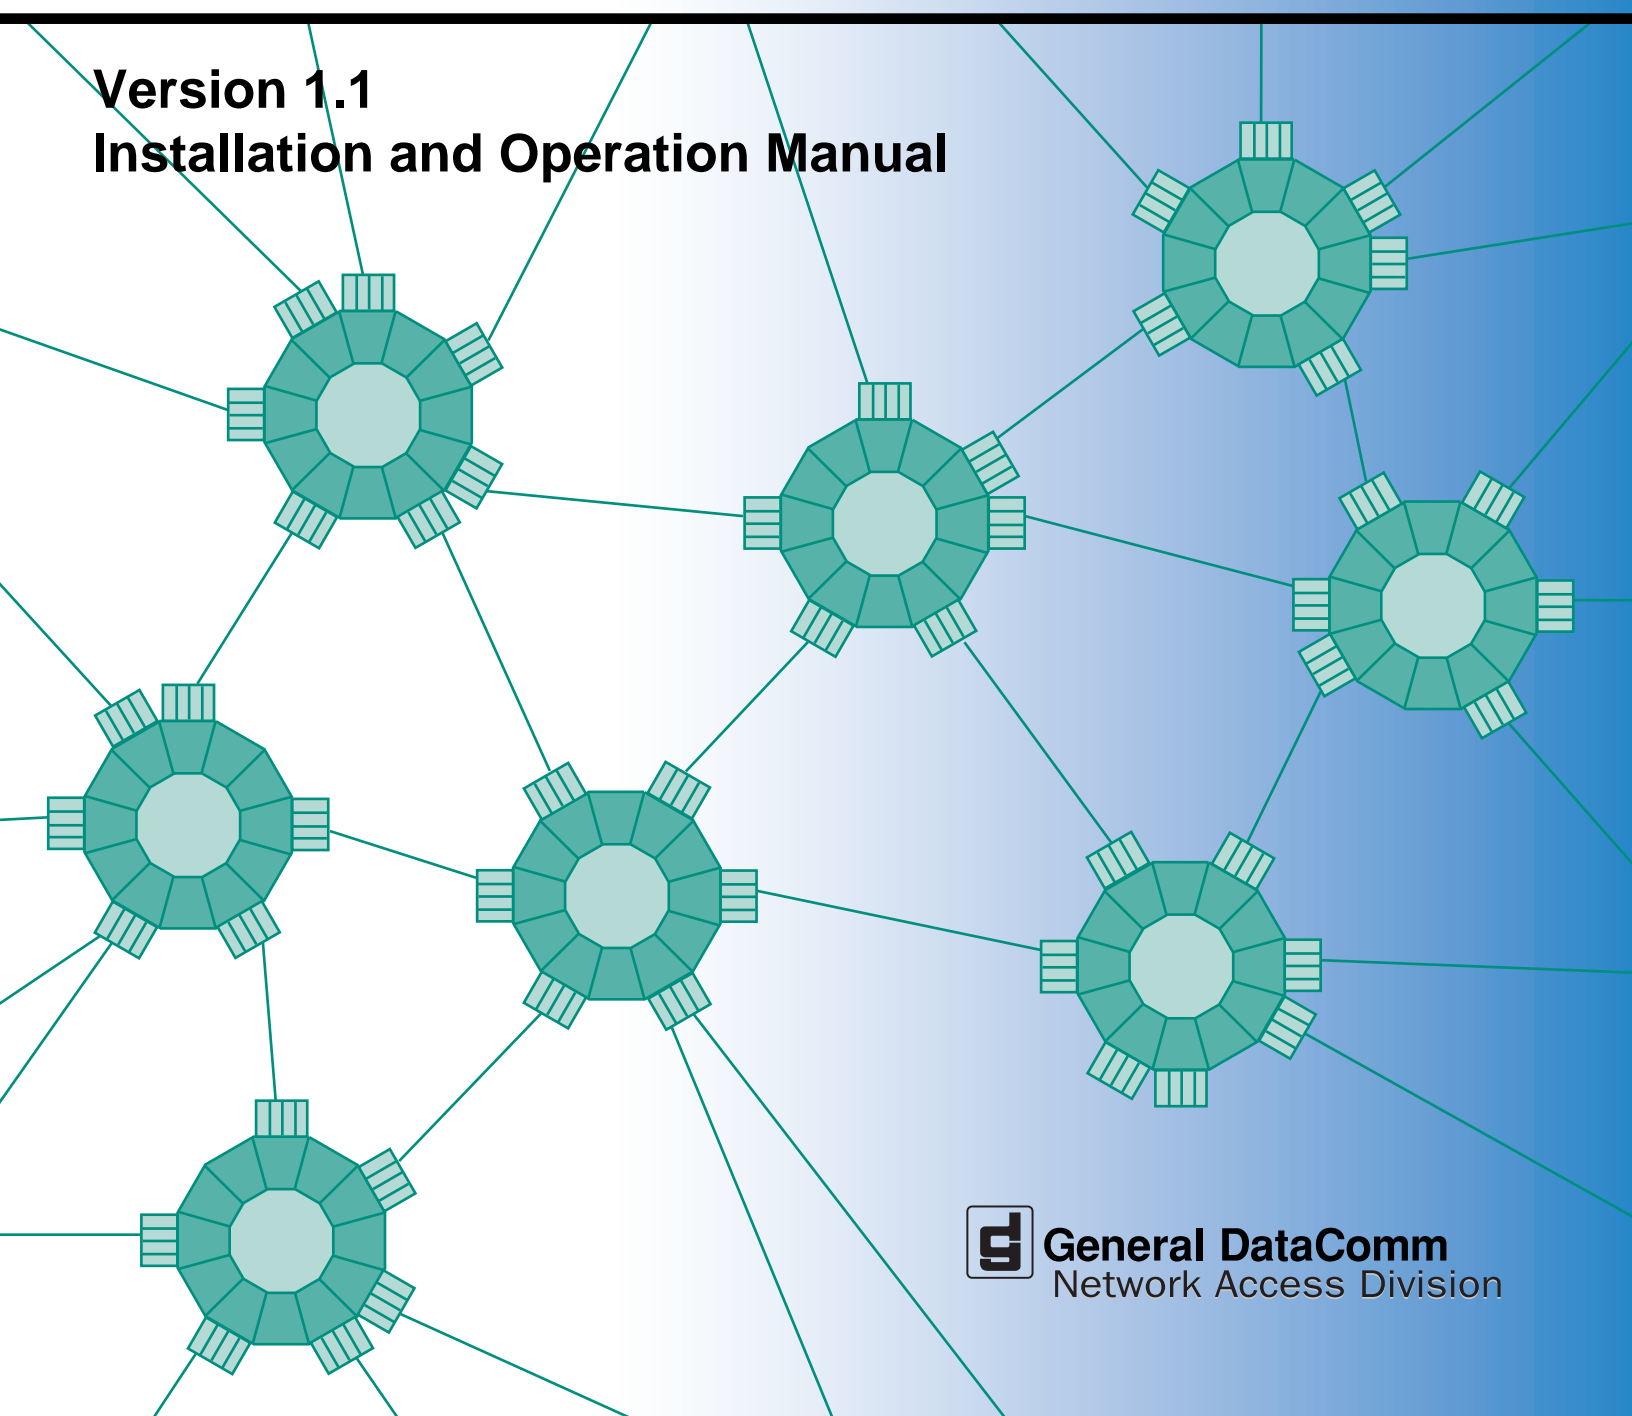 Version 1.1
Installation and Operation Manual
General DataComm
Network Access Division